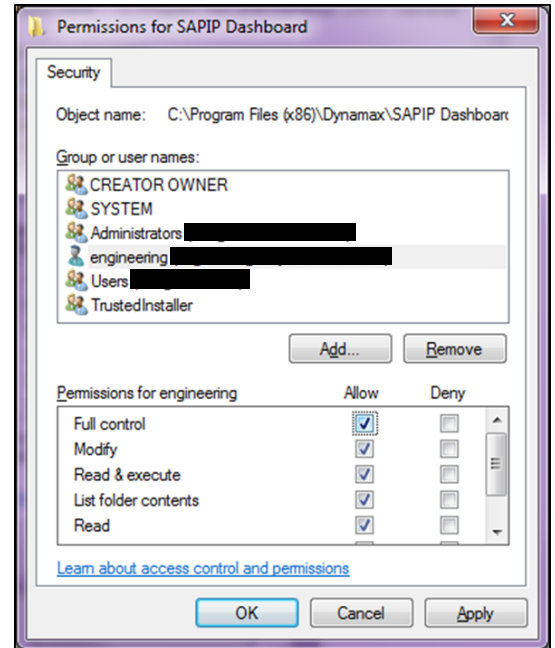 Permissions for SAPIP Dashboard
Security
Object name: C:\Program Files (x86)\Dynamax\SAPIP Dashboard
Group or user names:
CREATOR OWNER
SYSTEM
Administrators
engineering
Users
TrustedInstaller
Add... Remove
Permissions for engineering Allow Deny
Full control
Modify
Read & execute
List folder contents
Read
Learn about access control and permissions
OK Cancel Apply